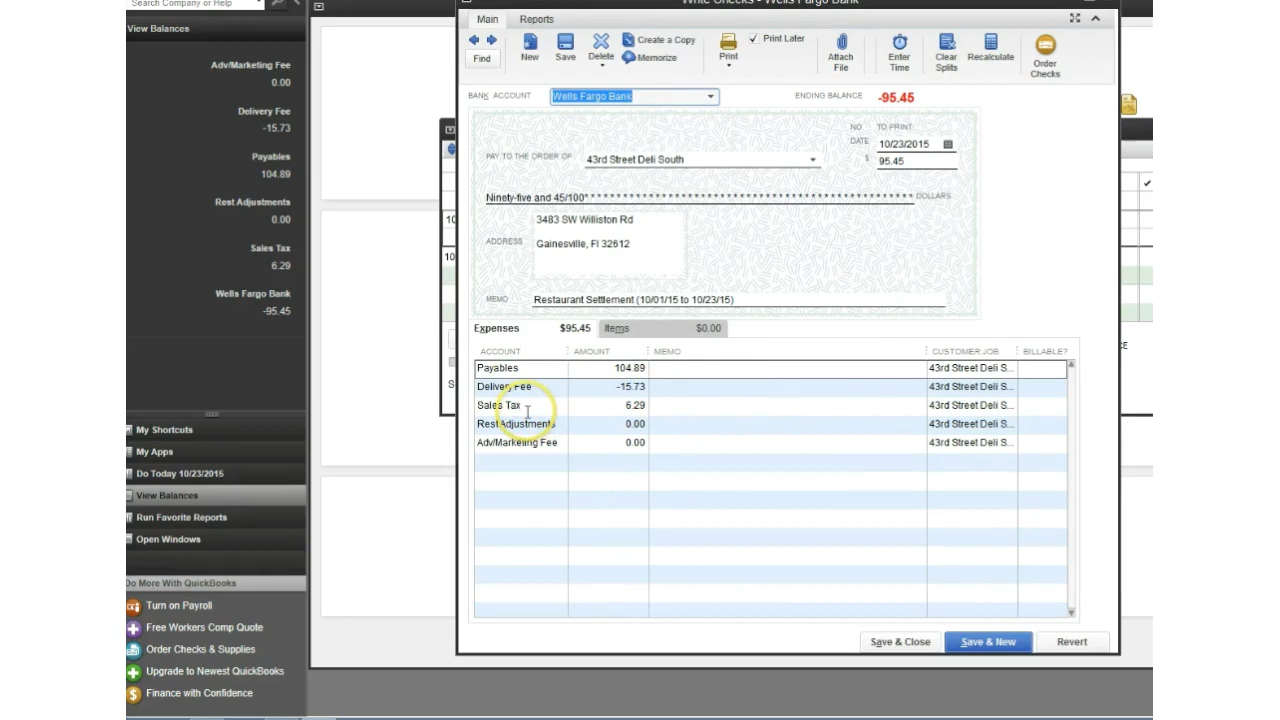 Search Company or Help
View Balances
Adv/Marketing Fee
0.00
Delivery Fee
-15.73
Payables
104.89
Rest Adjustments
0.00
Sales Tax
6.29
Wells Fargo Bank
-95.45
My Shortcuts
My Apps
Do Today 10/23/2015
View Balances
Run Favorite Reports
Open Windows
Do More With QuickBooks
Turn on Payroll
Free Workers Comp Quote
Order Checks & Supplies
Upgrade to Newest QuickBooks
Finance with Confidence
Write Checks - Wells Fargo Bank
Main Reports
Find
New
Save
Delete
Create a Copy
Memorize
Print
Print Later
Attach
File
Enter
Time
Clear
Splits
Recalculate
Order
Checks
BANK ACCOUNT Wells Fargo Bank ENDING BALANCE -95.45
NO. TO PRINT
DATE 10/23/2015
PAY TO THE ORDER OF 43rd Street Deli South $ 95.45
Ninety-five and 45/100* * * * * * * * * * * * * * * * * * * * * * * * * * * * * * * * * * * * * * * * * * * * * * * * * * DOLLARS
ADDRESS
3483 SW Williston Rd
Gainesville, Fl 32612
MEMO Restaurant Settlement (10/01/15 to 10/23/15)
Expenses $95.45 Items $0.00
ACCOUNT AMOUNT MEMO CUSTOMER:JOB BILLABLE?
Payables 104.89 43rd Street Deli S...
Delivery Fee -15.73 43rd Street Deli S...
Sales Tax 6.29 43rd Street Deli S...
Rest Adjustments 0.00 43rd Street Deli S...
Adv/Marketing Fee 0.00 43rd Street Deli S...
Save & Close Save & New Revert